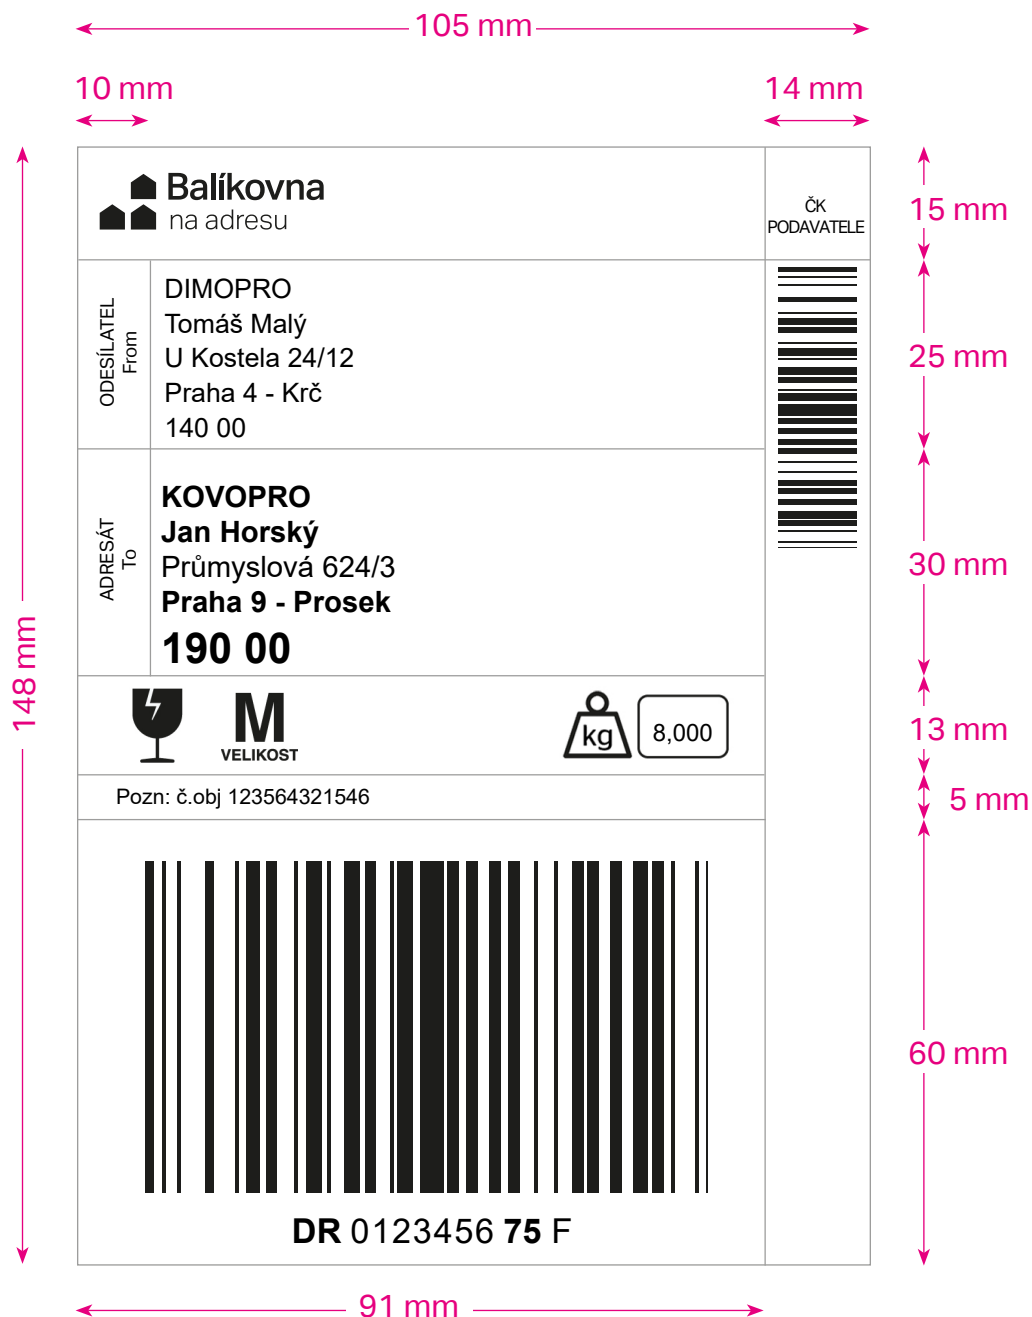 105 mm
10 mm
14 mm
Balíkovna
na adresu
ČK
PODAVATELE
15 mm
ODESÍLATEL
From
DIMOPRO
Tomáš Malý
U Kostela 24/12
Praha 4 - Krč
140 00
25 mm
ADRESÁT
To
KOVOPRO
Jan Horský
Průmyslová 624/3
Praha 9 - Prosek
190 00
30 mm
148 mm
M
VELIKOST
kg
8,000
13 mm
Pozn: č.obj 123564321546
5 mm
60 mm
DR 0123456 75 F
91 mm